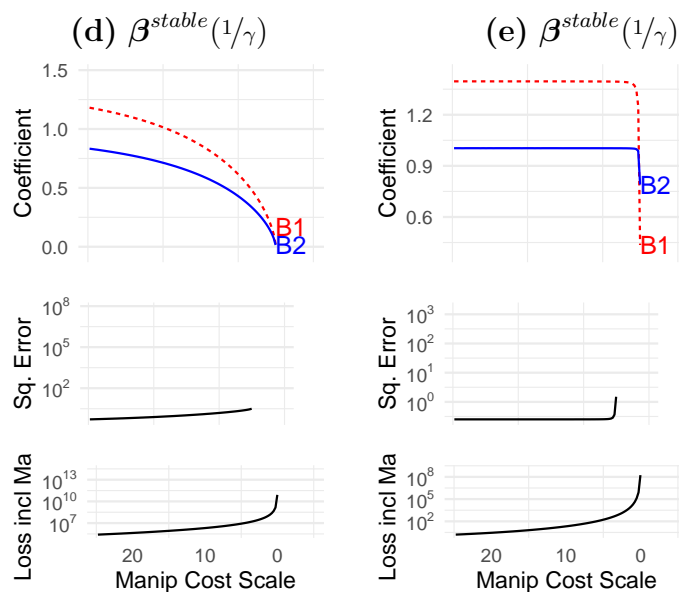 (d) β^stable(1/γ)
1.5
1.0
0.5
0.0
Coefficient
B1
B2
10^8
10^5
10^2
Sq. Error
10^13
10^10
10^7
Loss incl Ma
20 10 0
Manip Cost Scale
(e) β^stable(1/γ)
1.2
0.9
0.6
Coefficient
B2
B1
10^3
10^2
10^1
10^0
Sq. Error
10^8
10^5
10^2
Loss incl Ma
20 10 0
Manip Cost Scale